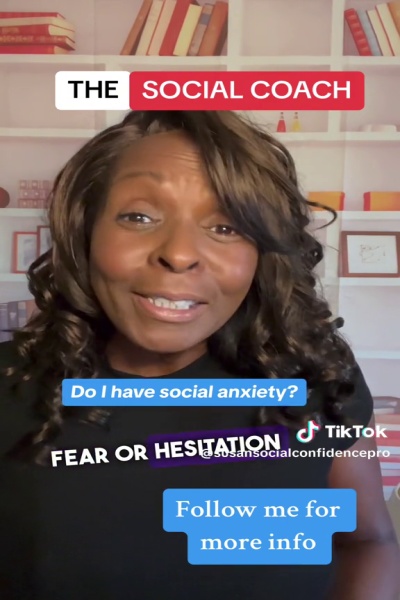 THE SOCIAL COACH
Do I have social anxiety?
TikTok
FEAR OR HESITATION
@susansocialconfidencepro
Follow me for
more info